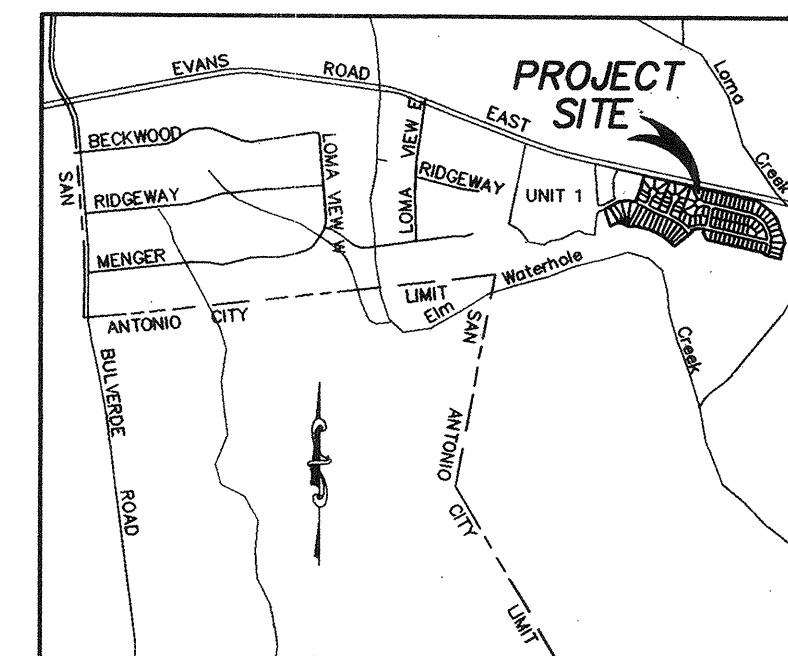 EVANS ROAD EAST
PROJECT
SITE
Loma Creek
BECKWOOD
LOMA VIEW W
LOMA VIEW E
RIDGEWAY
UNIT 1
SAN
RIDGEWAY
MENGER
Elm Waterhole Creek
ANTONIO CITY LIMIT
SAN ANTONIO CITY LIMIT
BULVERDE ROAD